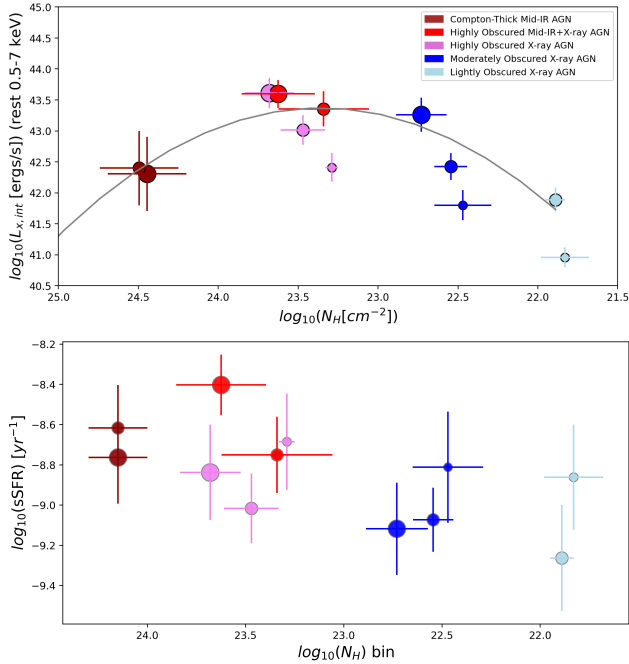 45.0
44.5
44.0
43.5
43.0
42.5
42.0
41.5
41.0
40.5
log₁₀(Lₓ,ᵢₙₜ [ergs/s]) (rest 0.5-7 keV)
Compton-Thick Mid-IR AGN
Highly Obscured Mid-IR+X-ray AGN
Highly Obscured X-ray AGN
Moderately Obscured X-ray AGN
Lightly Obscured X-ray AGN
25.0 24.5 24.0 23.5 23.0 22.5 22.0 21.5
log₁₀(N_H[cm⁻²])
−8.2
−8.4
−8.6
−8.8
−9.0
−9.2
−9.4
log₁₀(sSFR) [yr⁻¹]
24.0 23.5 23.0 22.5 22.0
log₁₀(N_H) bin